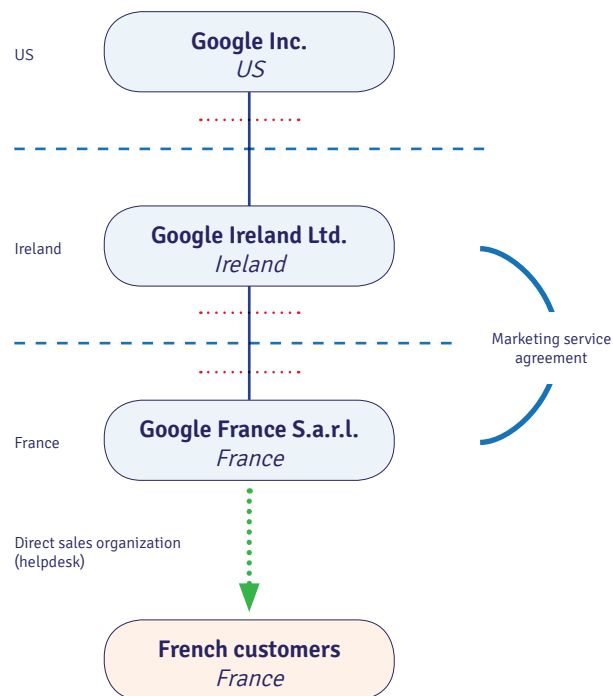 US
Google Inc.
US
Ireland
Google Ireland Ltd.
Ireland
Marketing service
agreement
France
Google France S.a.r.l.
France
Direct sales organization
(helpdesk)
French customers
France